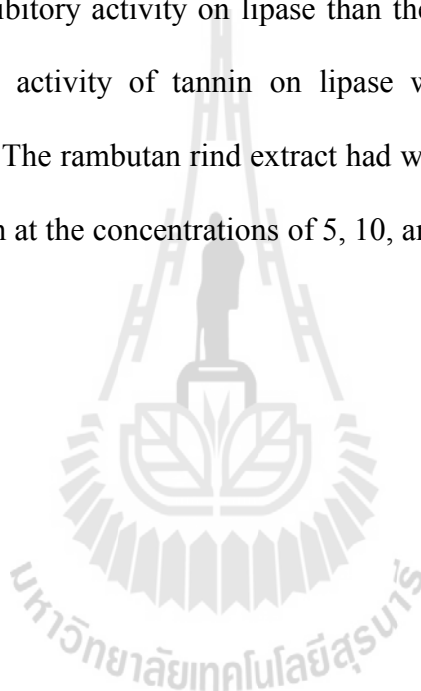 ibitory activity on lipase than the
activity of tannin on lipase w
The rambutan rind extract had w
n at the concentrations of 5, 10, an
มหาวิทยาลัยเทคโนโลยีสุรนารี